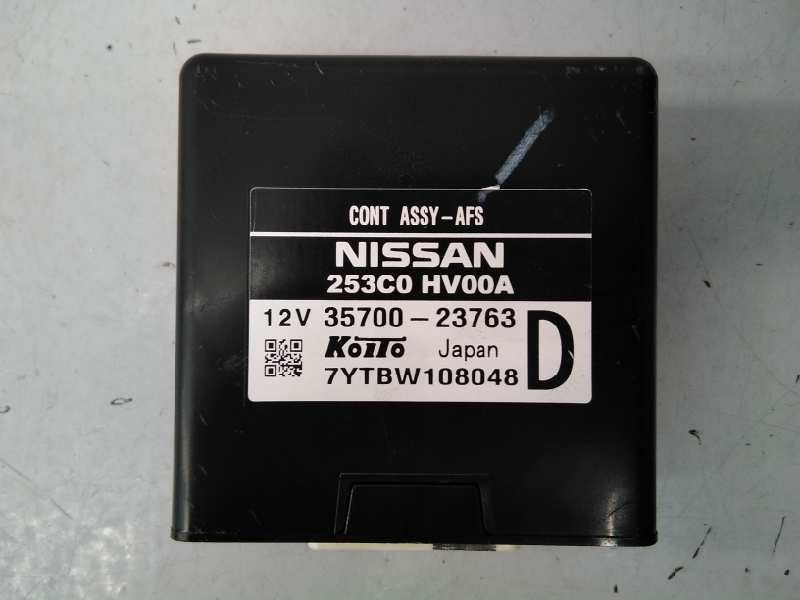 CONT ASSY-AFS
NISSAN
253C0 HV00A
12V 35700-23763
KOITO Japan
7YTBW108048
D